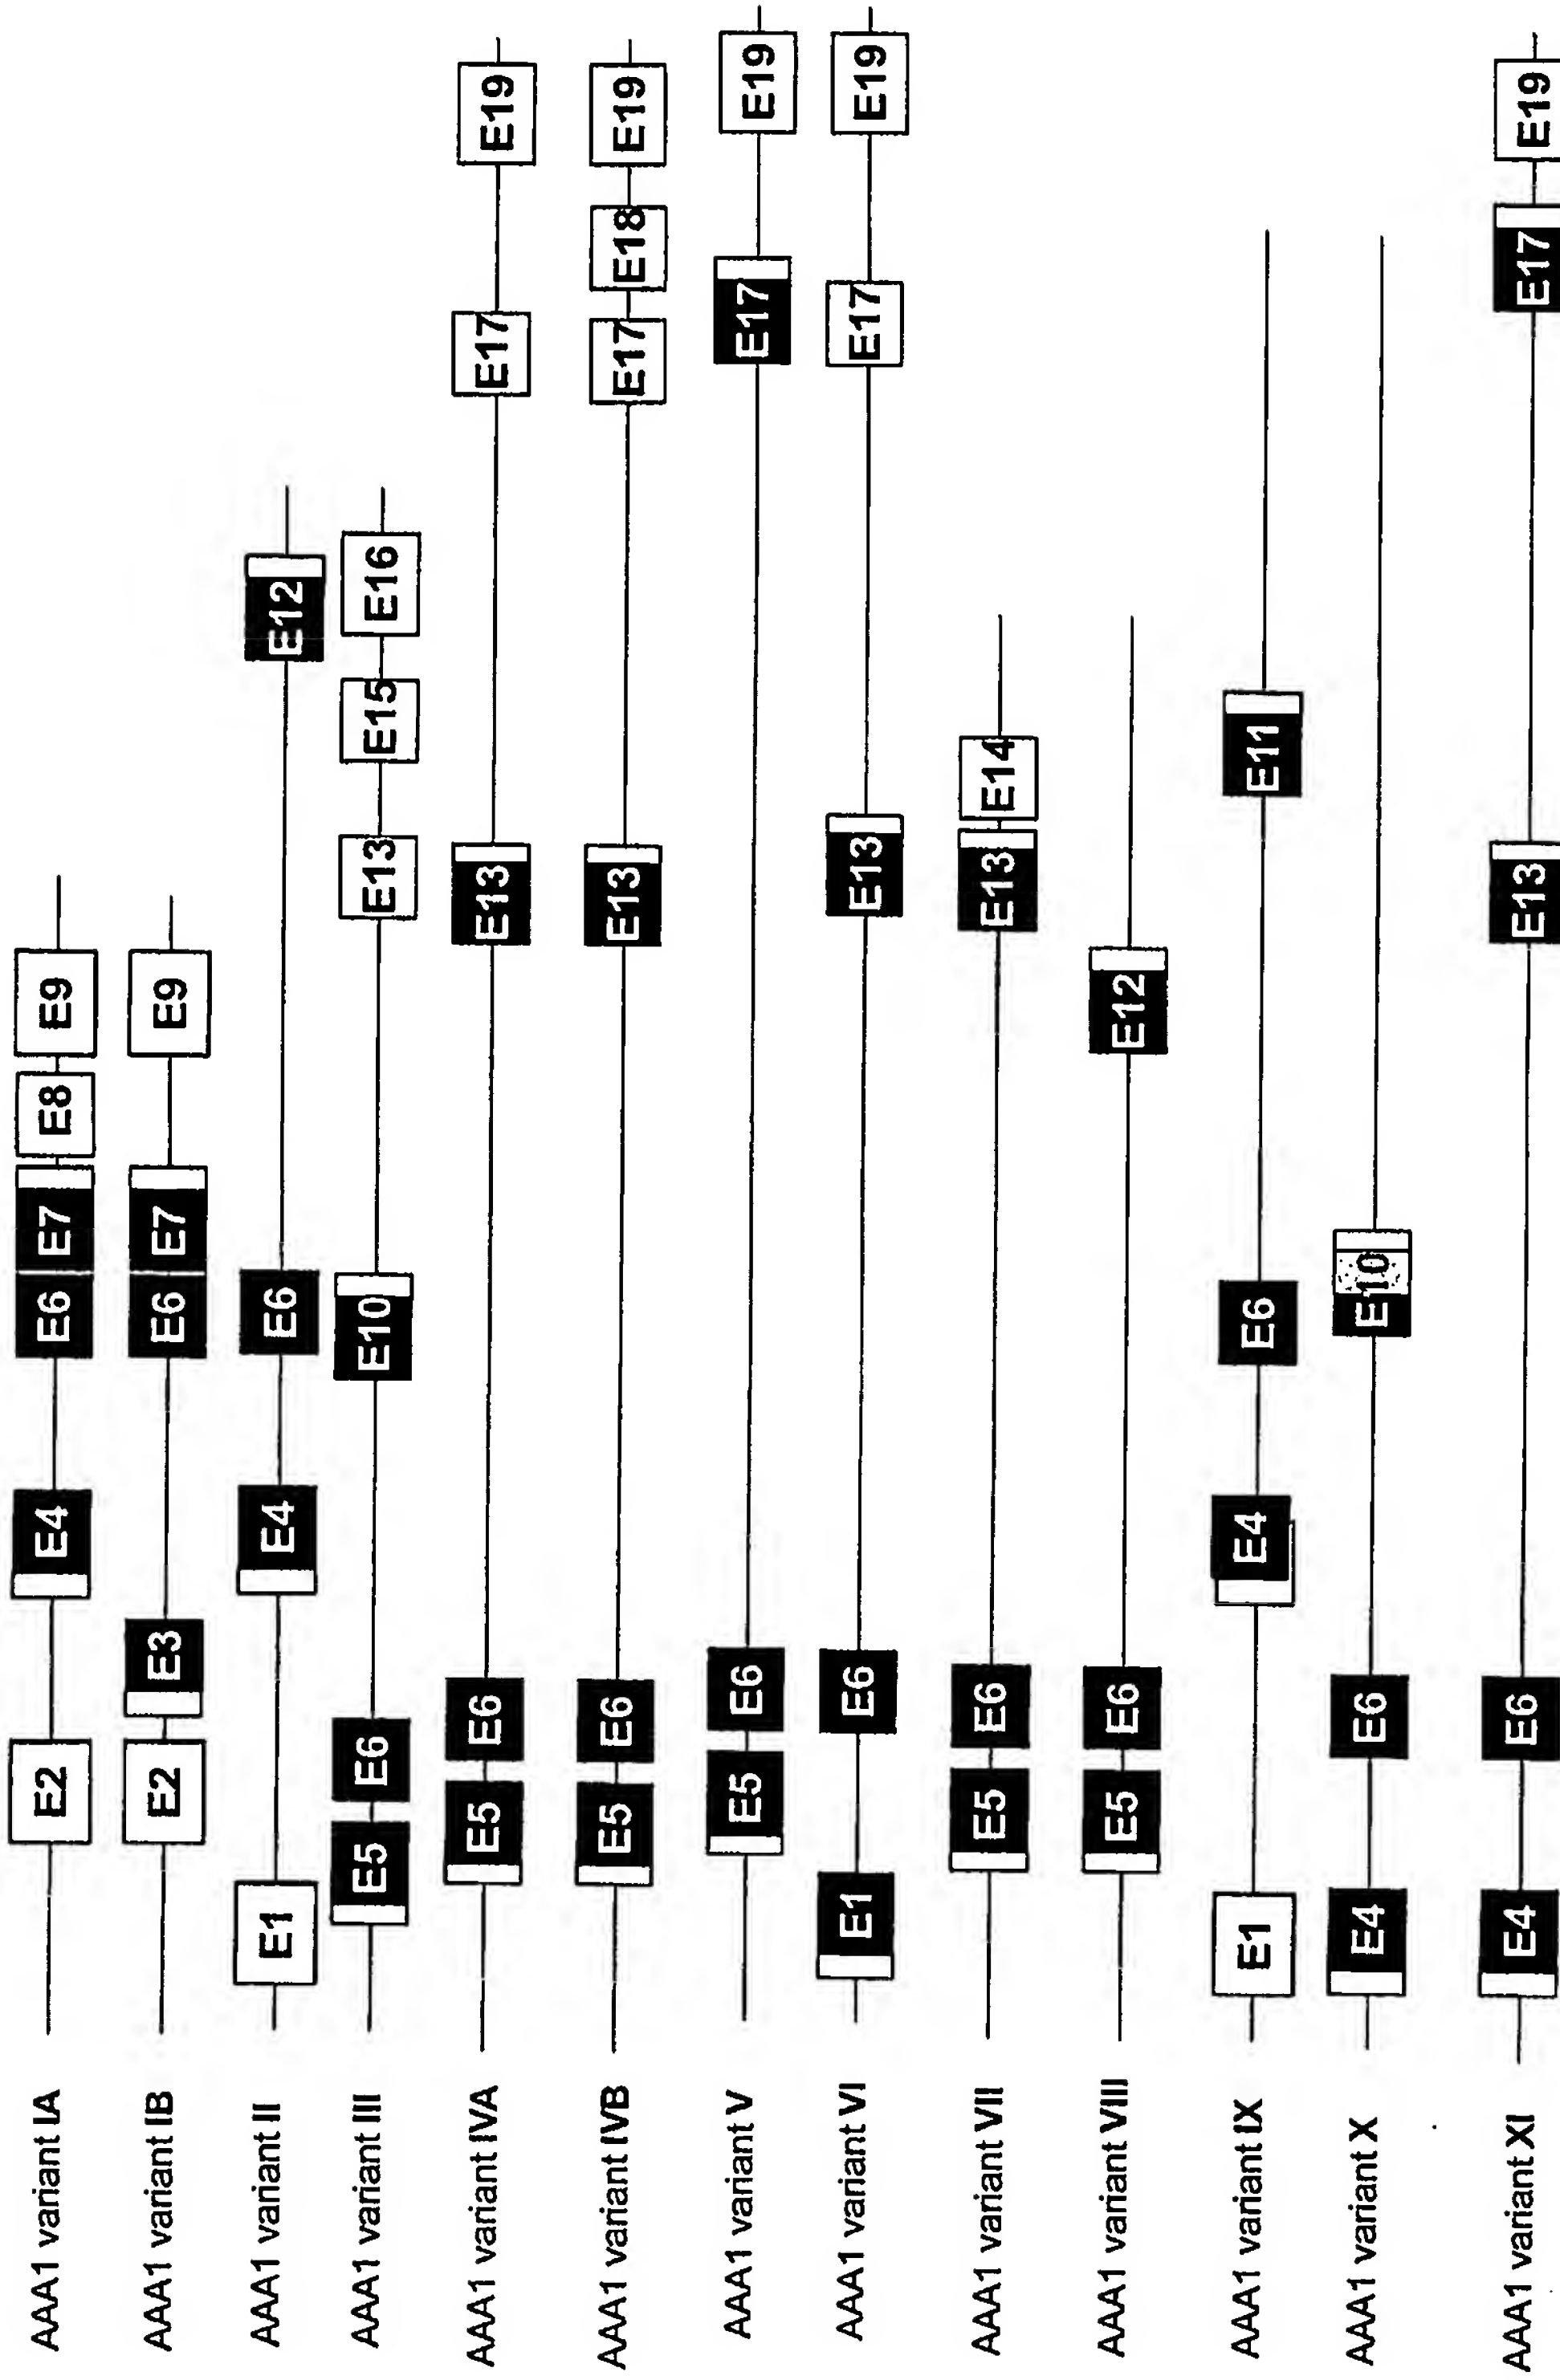 AAA1 variant IA E2 E4 E6 E7 E8 E9
AAA1 variant IB E2 E3 E6 E7 E9
AAA1 variant II E1 E4 E6 E12
AAA1 variant III E5 E6 E10 E13 E15 E16
AAA1 variant IVA E5 E6 E13 E17 E19
AAA1 variant IVB E5 E6 E13 E17 E18 E19
AAA1 variant V E5 E6 E17 E19
AAA1 variant VI E1 E6 E13 E17 E19
AAA1 variant VII E5 E6 E13 E14
AAA1 variant VIII E5 E6 E12
AAA1 variant IX E1 E4 E6 E11
AAA1 variant X E4 E6 E10
AAA1 variant XI E4 E6 E13 E17 E19